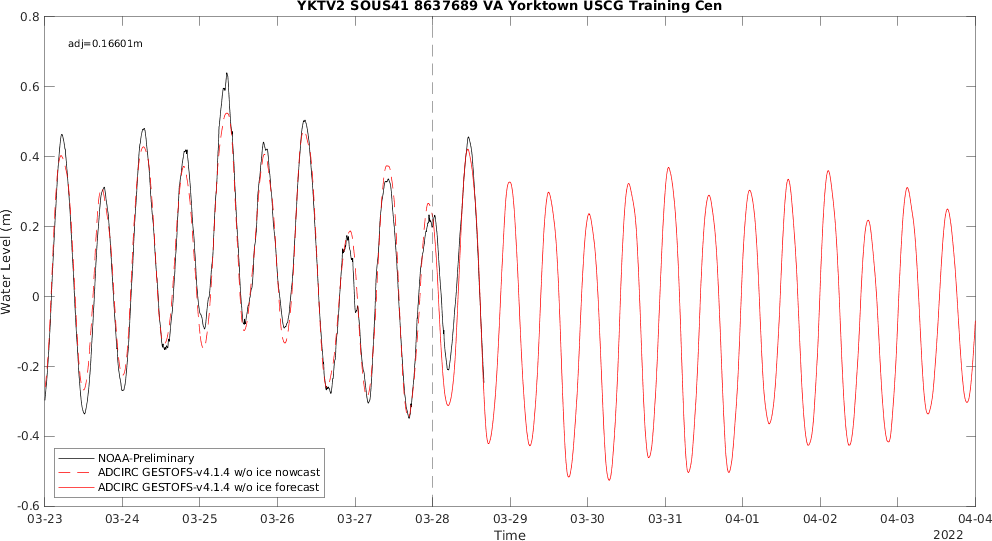 YKTV2 SOUS41 8637689 VA Yorktown USCG Training Cen
adj=0.16601m
0.8
0.6
0.4
0.2
0
-0.2
-0.4
-0.6
Water Level (m)
NOAA-Preliminary
ADCIRC GESTOFS-v4.1.4 w/o ice nowcast
ADCIRC GESTOFS-v4.1.4 w/o ice forecast
03-23 03-24 03-25 03-26 03-27 03-28 03-29 03-30 03-31 04-01 04-02 04-03 04-04
Time
2022